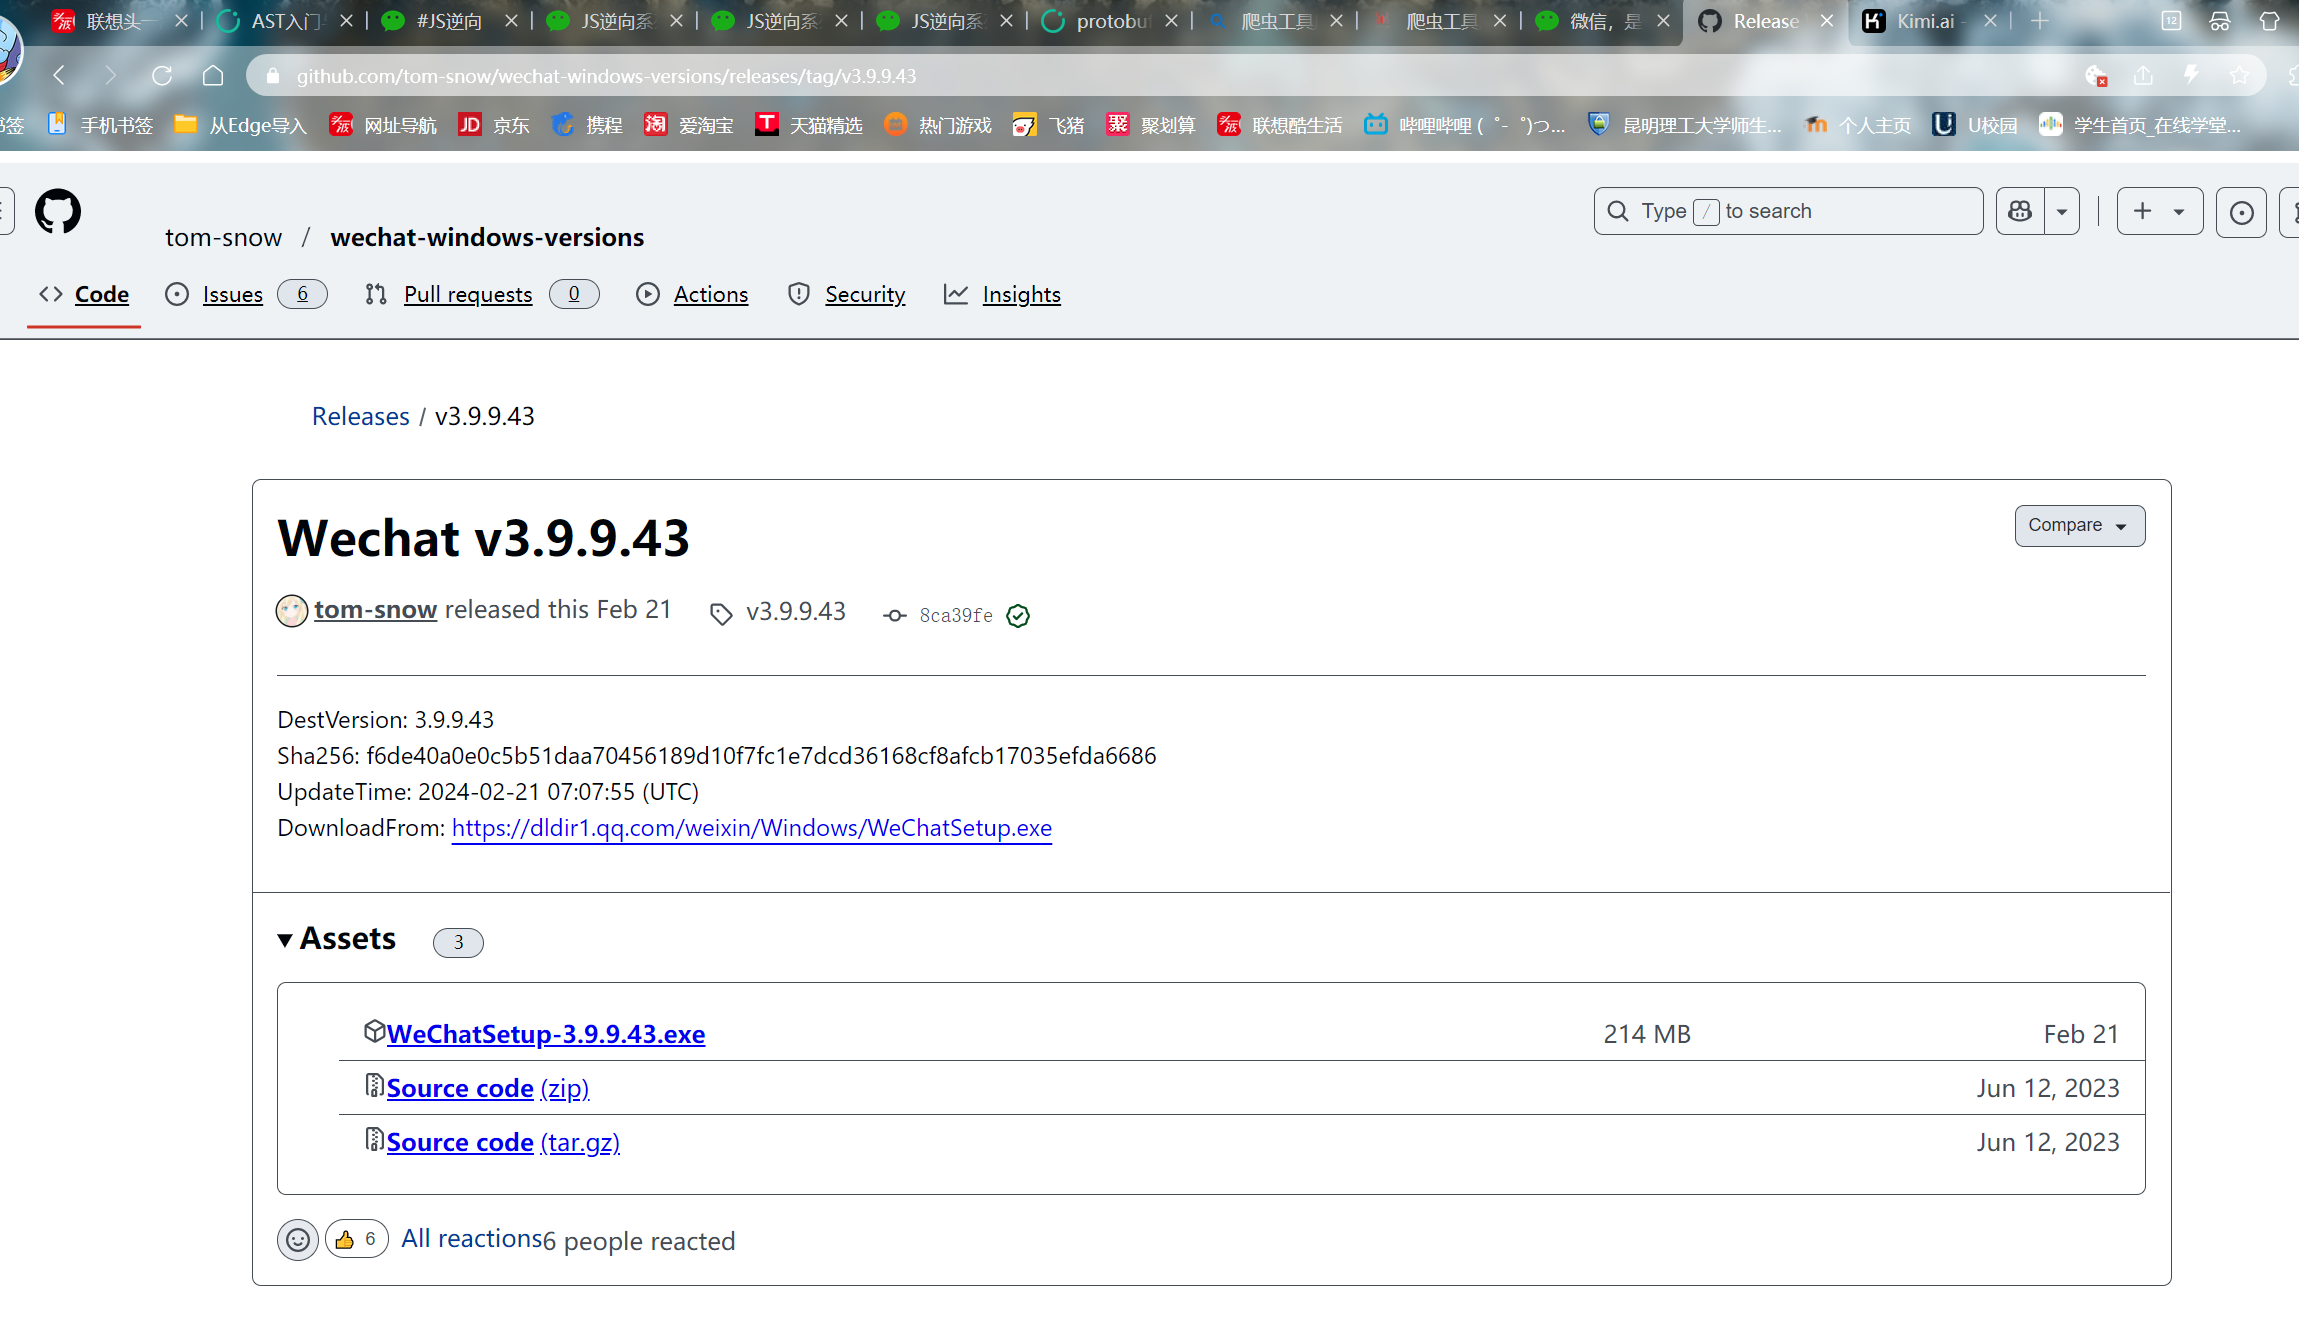 联想头一
AST入门
#JS逆向
JS逆向系
JS逆向系
JS逆向系
protobuf
爬虫工具
爬虫工具
微信，是
Release
Kimi.ai -
12
github.com/tom-snow/wechat-windows-versions/releases/tag/v3.9.9.43
书签
手机书签
从Edge导入
网址导航
京东
携程
爱淘宝
天猫精选
热门游戏
飞猪
聚划算
联想酷生活
哔哩哔哩 ( ゜- ゜)つ...
昆明理工大学师生...
个人主页
U校园
学生首页_在线学堂...
tom-snow / wechat-windows-versions
Type / to search
Code
Issues 6
Pull requests 0
Actions
Security
Insights
Releases / v3.9.9.43
Wechat v3.9.9.43
Compare
tom-snow released this Feb 21
v3.9.9.43
8ca39fe
DestVersion: 3.9.9.43
Sha256: f6de40a0e0c5b51daa70456189d10f7fc1e7dcd36168cf8afcb17035efda6686
UpdateTime: 2024-02-21 07:07:55 (UTC)
DownloadFrom: https://dldir1.qq.com/weixin/Windows/WeChatSetup.exe
Assets 3
WeChatSetup-3.9.9.43.exe 214 MB Feb 21
Source code (zip) Jun 12, 2023
Source code (tar.gz) Jun 12, 2023
6 All reactions6 people reacted